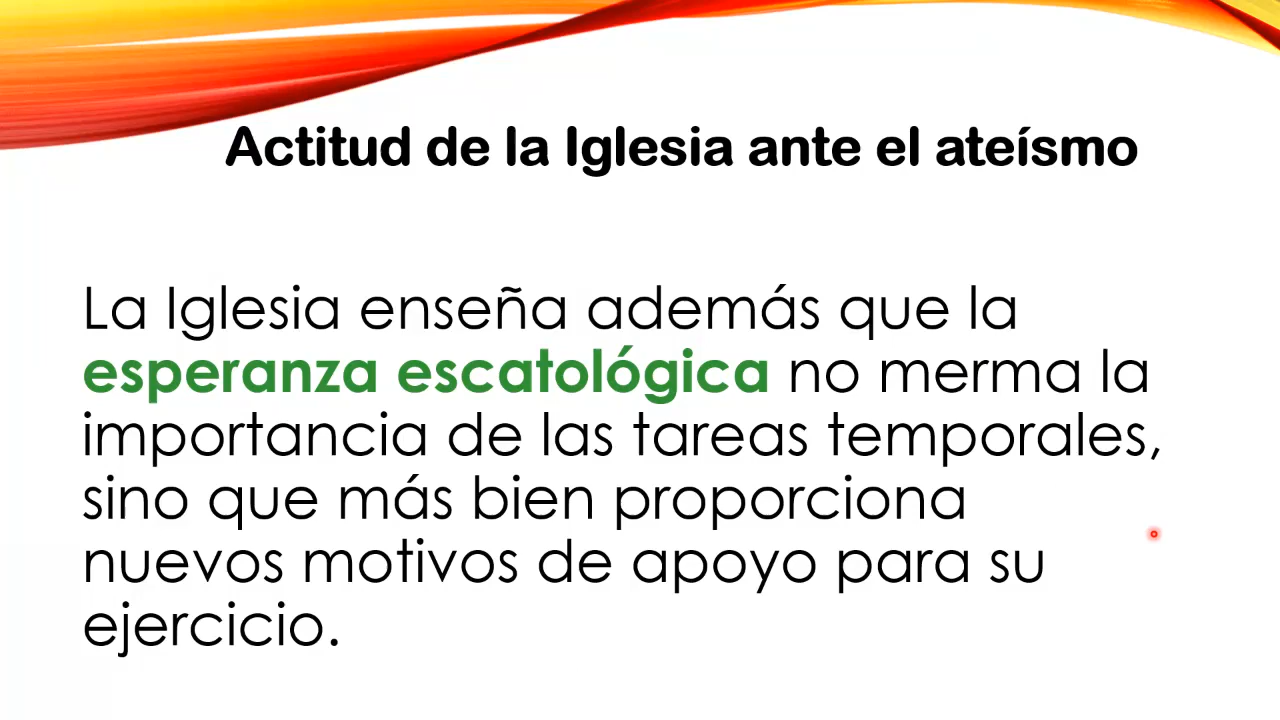 Actitud de la Iglesia ante el ateísmo
La Iglesia enseña además que la
esperanza escatológica no merma la
importancia de las tareas temporales,
sino que más bien proporciona
nuevos motivos de apoyo para su
ejercicio.